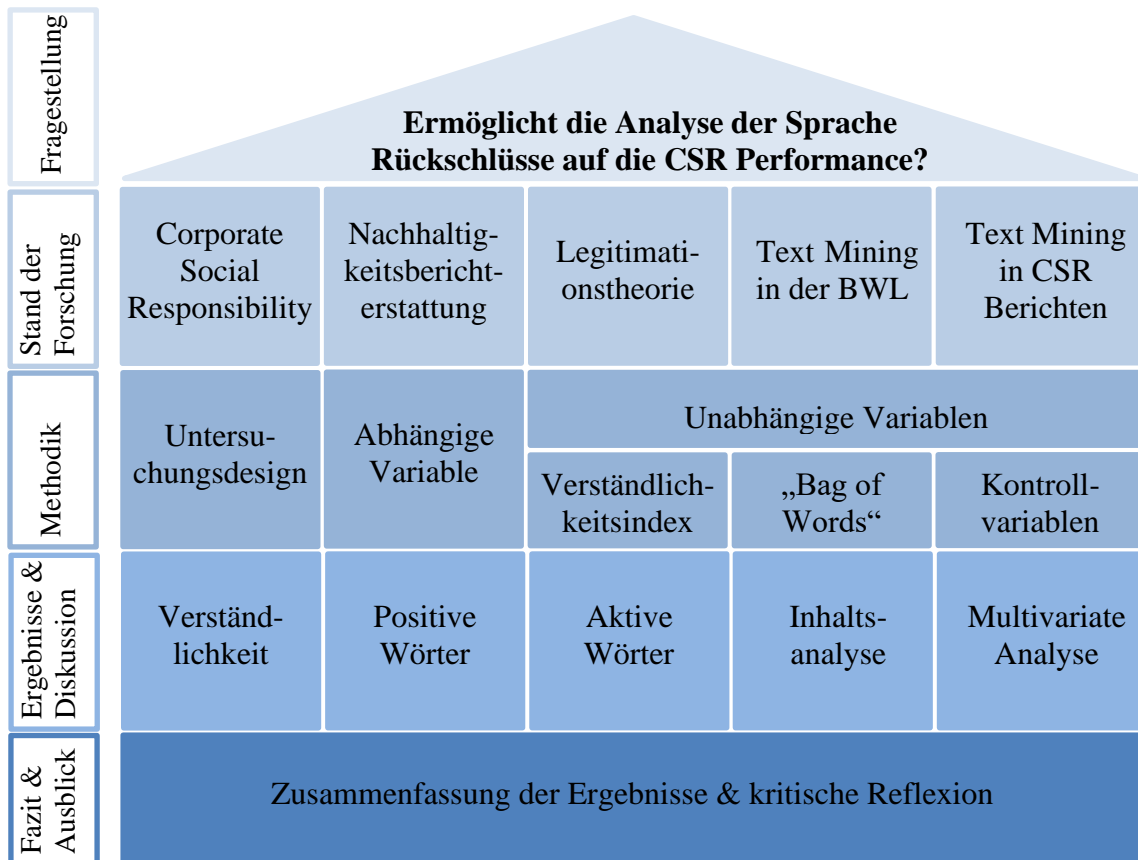 Fragestellung
Ermöglicht die Analyse der Sprache
Rückschlüsse auf die CSR Performance?
Stand der
Forschung
Corporate
Social
Responsibility
Nachhaltig-
keitsbericht-
erstattung
Legitimati-
onstheorie
Text Mining
in der BWL
Text Mining
in CSR
Berichten
Methodik
Untersu-
chungsdesign
Abhängige
Variable
Unabhängige Variablen
Verständlich-
keitsindex
„Bag of
Words“
Kontroll-
variablen
Ergebnisse &
Diskussion
Verständ-
lichkeit
Positive
Wörter
Aktive
Wörter
Inhalts-
analyse
Multivariate
Analyse
Fazit &
Ausblick
Zusammenfassung der Ergebnisse & kritische Reflexion